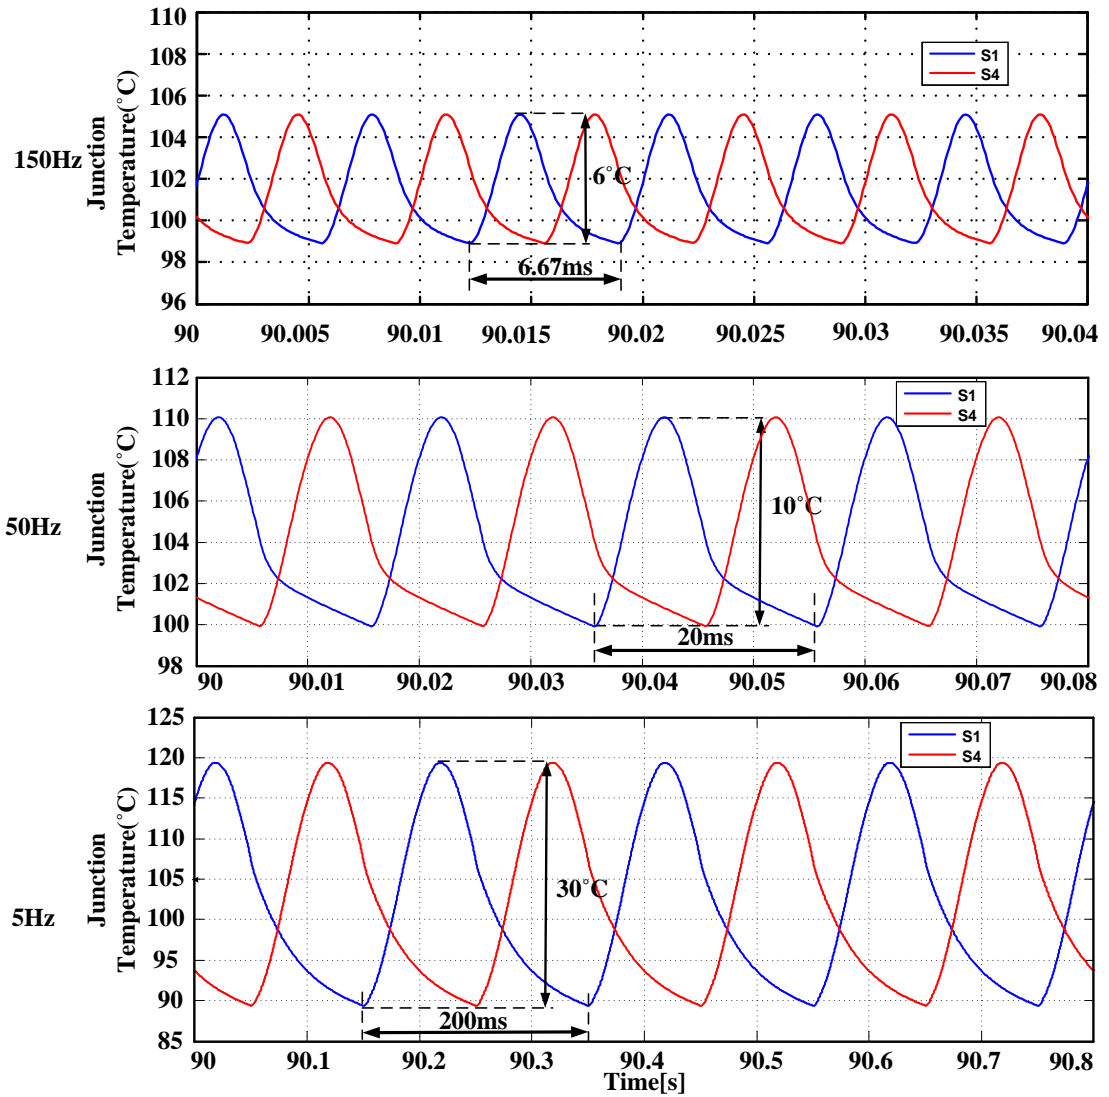 110
108
106
104
102
100
98
96
150Hz
Junction
Temperature(˚C)
S1
S4
6˚C
6.67ms
90 90.005 90.01 90.015 90.02 90.025 90.03 90.035 90.04
112
110
108
106
104
102
100
98
50Hz
Junction
Temperature(˚C)
S1
S4
10˚C
20ms
90 90.01 90.02 90.03 90.04 90.05 90.06 90.07 90.08
125
120
115
110
105
100
95
90
85
5Hz
Junction
Temperature(˚C)
S1
S4
30˚C
200ms
90 90.1 90.2 90.3 90.4 90.5 90.6 90.7 90.8
Time[s]